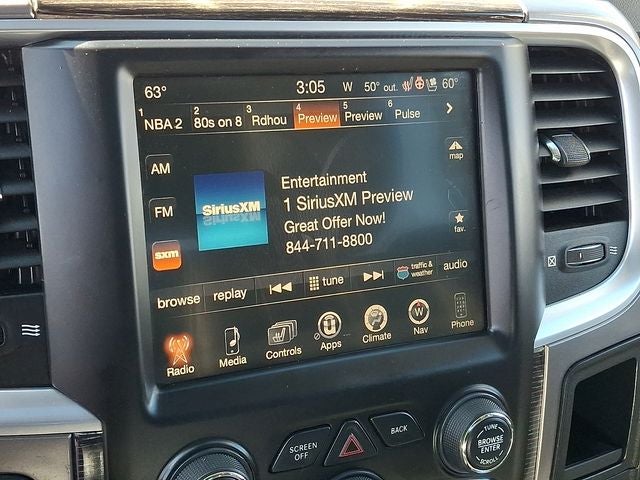 63° 3:05 W 50° out. 60°
1 NBA 2 2 80s on 8 3 Rdhou 4 Preview 5 Preview 6 Pulse
AM
map
Entertainment
SiriusXM
1 SiriusXM Preview
FM
Great Offer Now!
fav.
844-711-8800
sxm
browse replay tune traffic & weather audio
Radio Media Controls Apps Climate Nav Phone
W
SCREEN OFF
BACK
TUNE
BROWSE
ENTER
SCROLL